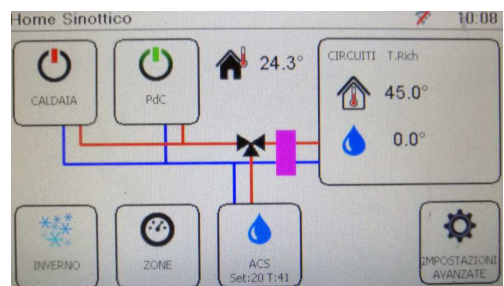 Home Sinottico
10:08
24.3°
CIRCUITI T.Rich
45.0°
0.0°
CALDAIA
PdC
INVERNO
ZONE
ACS
Set:20 T:41
IMPOSTAZIONI
AVANZATE